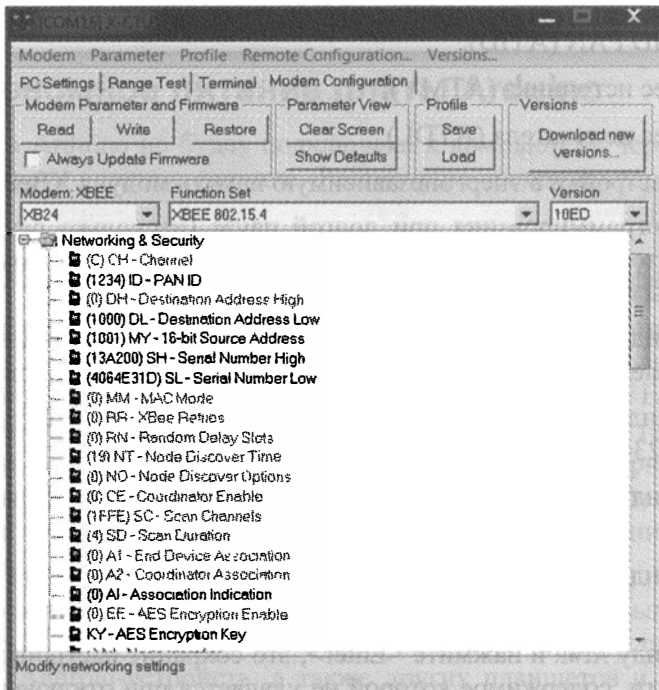 [COM16] X-CTU
Modem Parameter Profile Remote Configuration... Versions...
PC Settings Range Test Terminal Modem Configuration
Modem Parameter and Firmware Parameter View Profile Versions
Read Write Restore Clear Screen Save Download new versions...
Always Update Firmware Show Defaults Load
Modem: XBEE Function Set Version
XB24 XBEE 802.15.4 10ED
Networking & Security
(C) CH - Channel
(1234) ID - PAN ID
(0) DH - Destination Address High
(1000) DL - Destination Address Low
(1001) MY - 16-bit Source Address
(13A200) SH - Serial Number High
(4064E31D) SL - Serial Number Low
(0) MM - MAC Mode
(0) RR - XBee Retries
(0) RN - Random Delay Slots
(19) NT - Node Discover Time
(0) NO - Node Discover Options
(0) CE - Coordinator Enable
(1FFE) SC - Scan Channels
(4) SD - Scan Duration
(0) A1 - End Device Association
(0) A2 - Coordinator Association
(0) AI - Association Indication
(0) EE - AES Encryption Enable
KY - AES Encryption Key
Modify networking settings